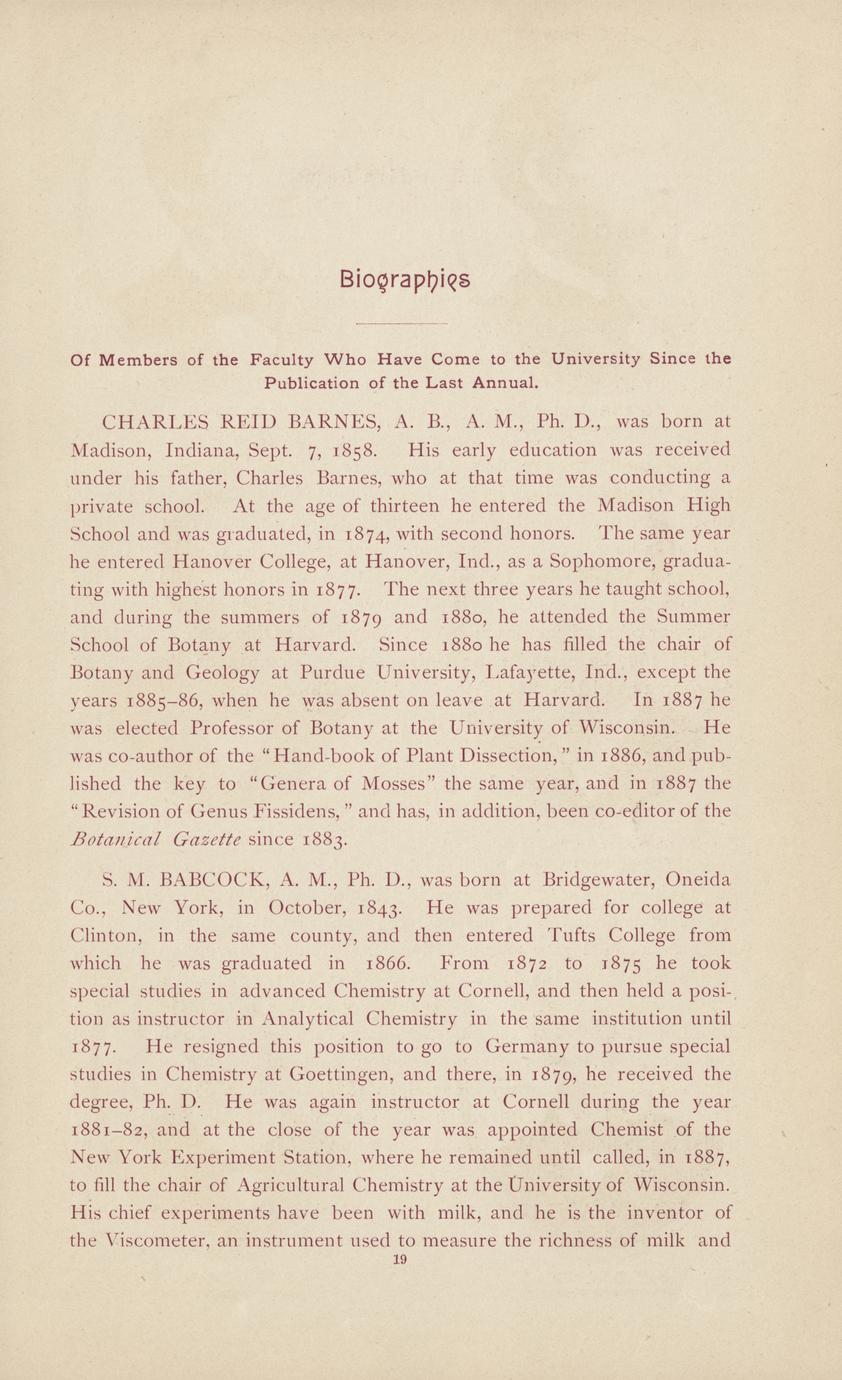 Biographies
Of Members of the Faculty Who Have Come to the University Since the
Publication of the Last Annual.
CHARLES REID BARNES, A. B., A. M., Ph. D., was born at
Madison, Indiana, Sept. 7, 1858. His early education was received
under his father, Charles Barnes, who at that time was conducting a
private school. At the age of thirteen he entered the Madison High
School and was graduated, in 1874, with second honors. The same year
he entered Hanover College, at Hanover, Ind., as a Sophomore, gradua-
ting with highest honors in 1877. The next three years he taught school,
and during the summers of 1879 and 1880, he attended the Summer
School of Botany at Harvard. Since 1880 he has filled the chair of
Botany and Geology at Purdue University, Lafayette, Ind., except the
years 1885–86, when he was absent on leave at Harvard. In 1887 he
was elected Professor of Botany at the University of Wisconsin. He
was co-author of the "Hand-book of Plant Dissection," in 1886, and pub-
lished the key to "Genera of Mosses" the same year, and in 1887 the
"Revision of Genus Fissidens," and has, in addition, been co-editor of the
Botanical Gazette since 1883.
S. M. BABCOCK, A. M., Ph. D., was born at Bridgewater, Oneida
Co., New York, in October, 1843. He was prepared for college at
Clinton, in the same county, and then entered Tufts College from
which he was graduated in 1866. From 1872 to 1875 he took
special studies in advanced Chemistry at Cornell, and then held a posi-
tion as instructor in Analytical Chemistry in the same institution until
1877. He resigned this position to go to Germany to pursue special
studies in Chemistry at Goettingen, and there, in 1879, he received the
degree, Ph. D. He was again instructor at Cornell during the year
1881–82, and at the close of the year was appointed Chemist of the
New York Experiment Station, where he remained until called, in 1887,
to fill the chair of Agricultural Chemistry at the University of Wisconsin.
His chief experiments have been with milk, and he is the inventor of
the Viscometer, an instrument used to measure the richness of milk and
19